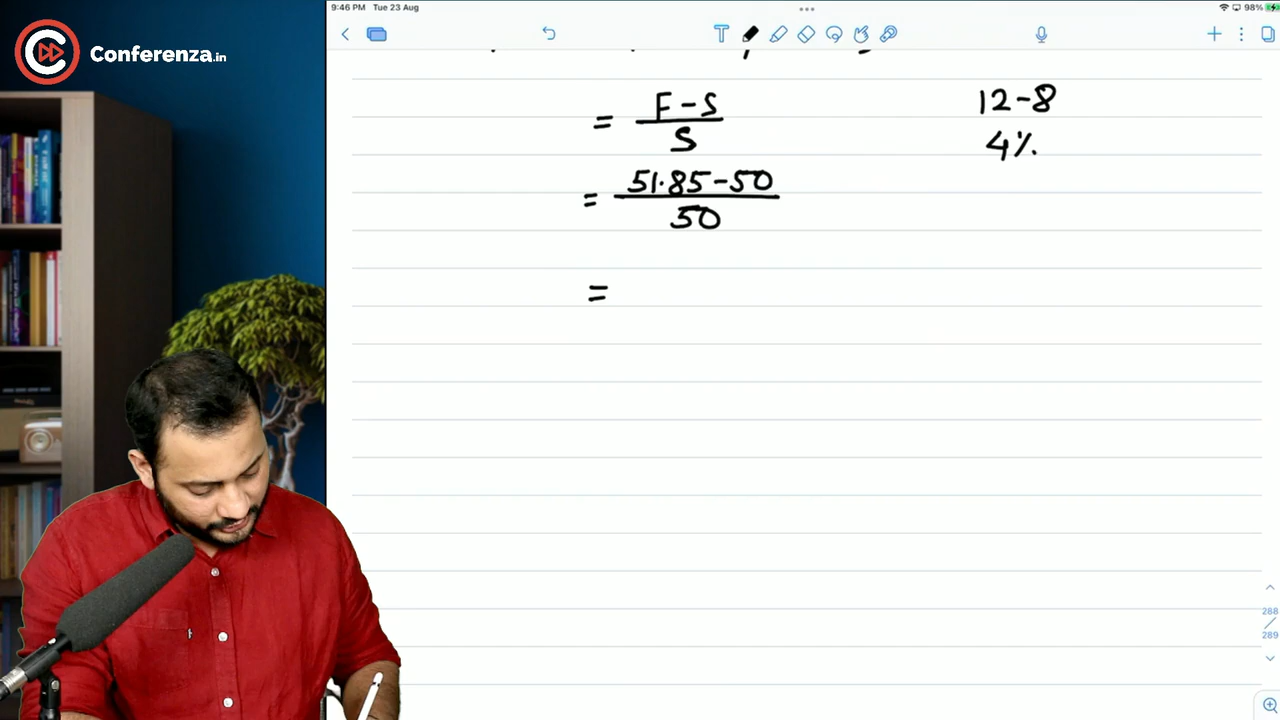 9:46 PM Tue 23 Aug
98%
Conferenza.in
= F - S
S
12 - 8
4%.
= 51.85 - 50
50
=
288
289